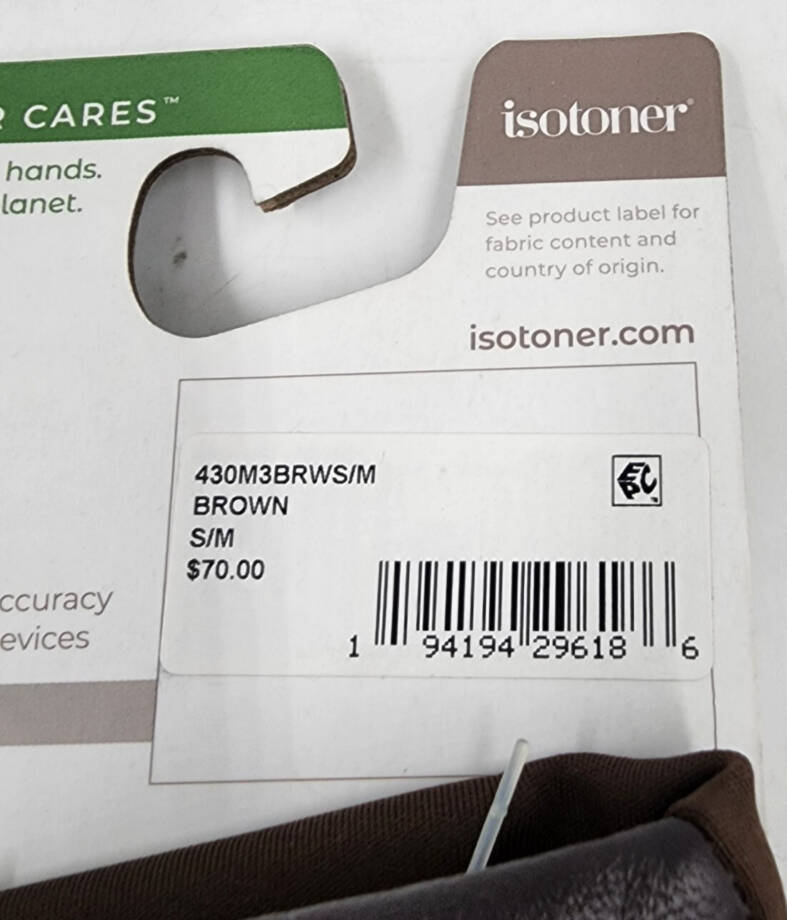 CARES™
hands.
lanet.
isotoner®
See product label for
fabric content and
country of origin.
isotoner.com
430M3BRWS/M
BROWN
S/M
$70.00
EPC
1 94194 29618 6
ccuracy
evices